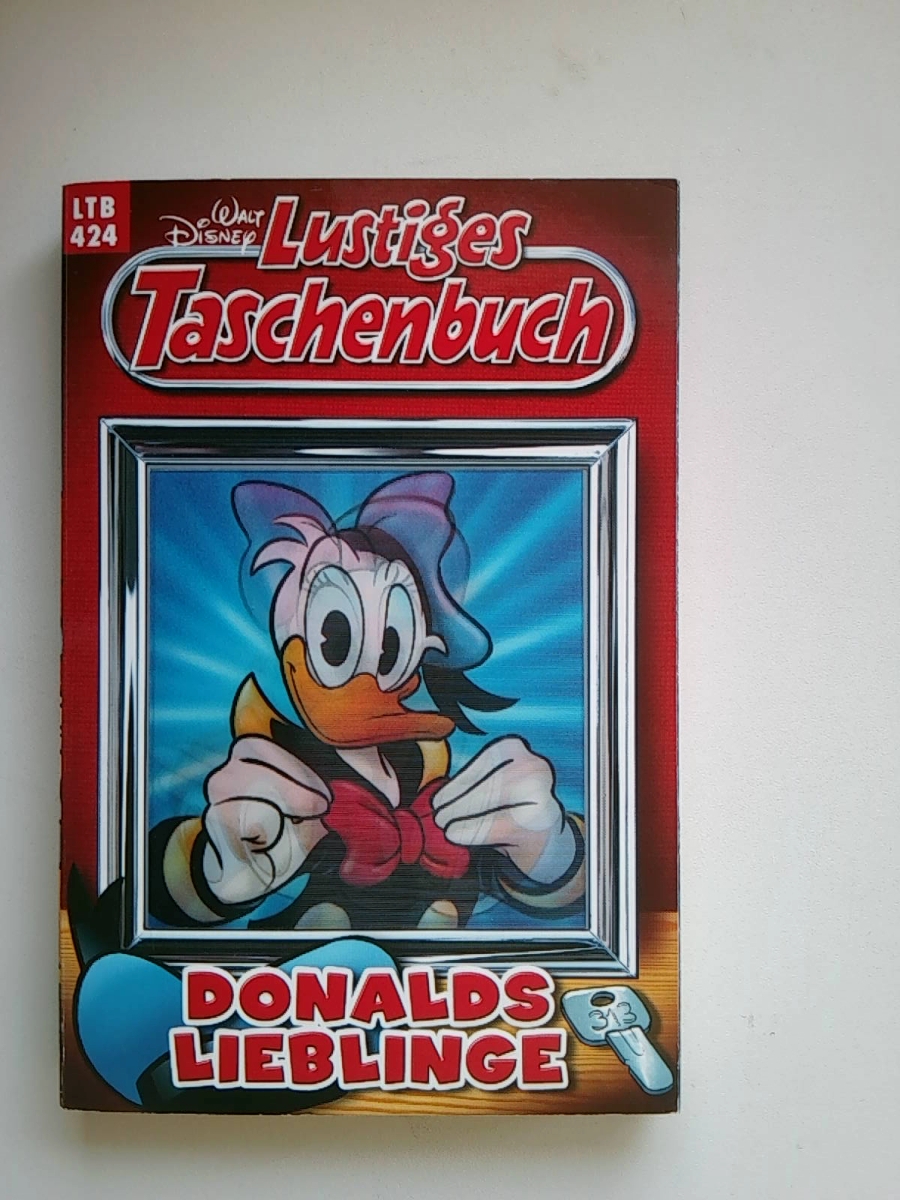 LTB
424
Walt
Disney
Lustiges
Taschenbuch
DONALDS
LIEBLINGE
313